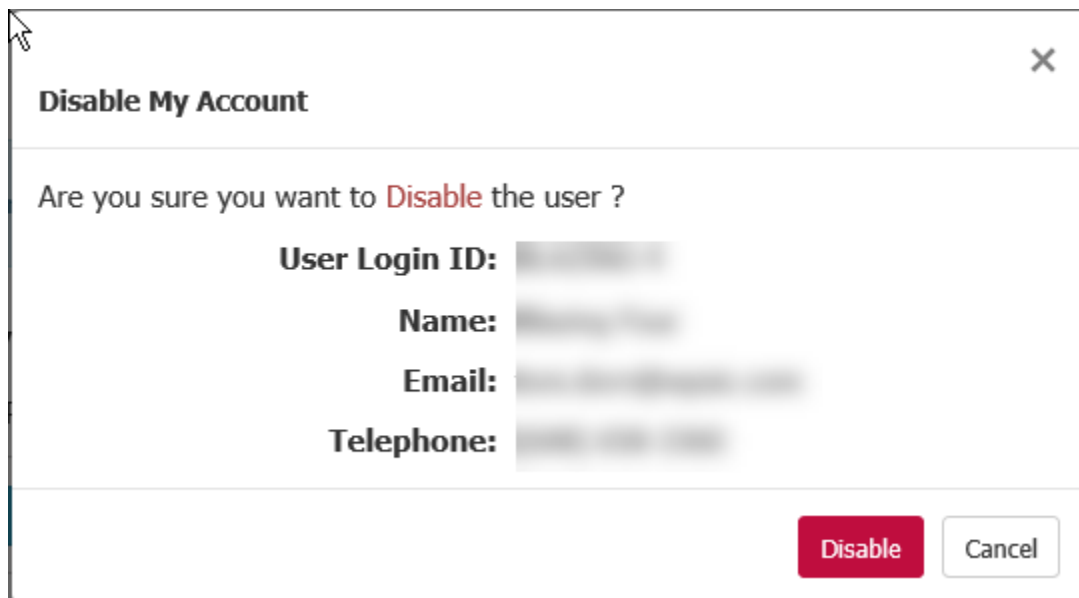 ×
Disable My Account
Are you sure you want to Disable the user ?
User Login ID:
Name:
Email:
Telephone:
Disable
Cancel